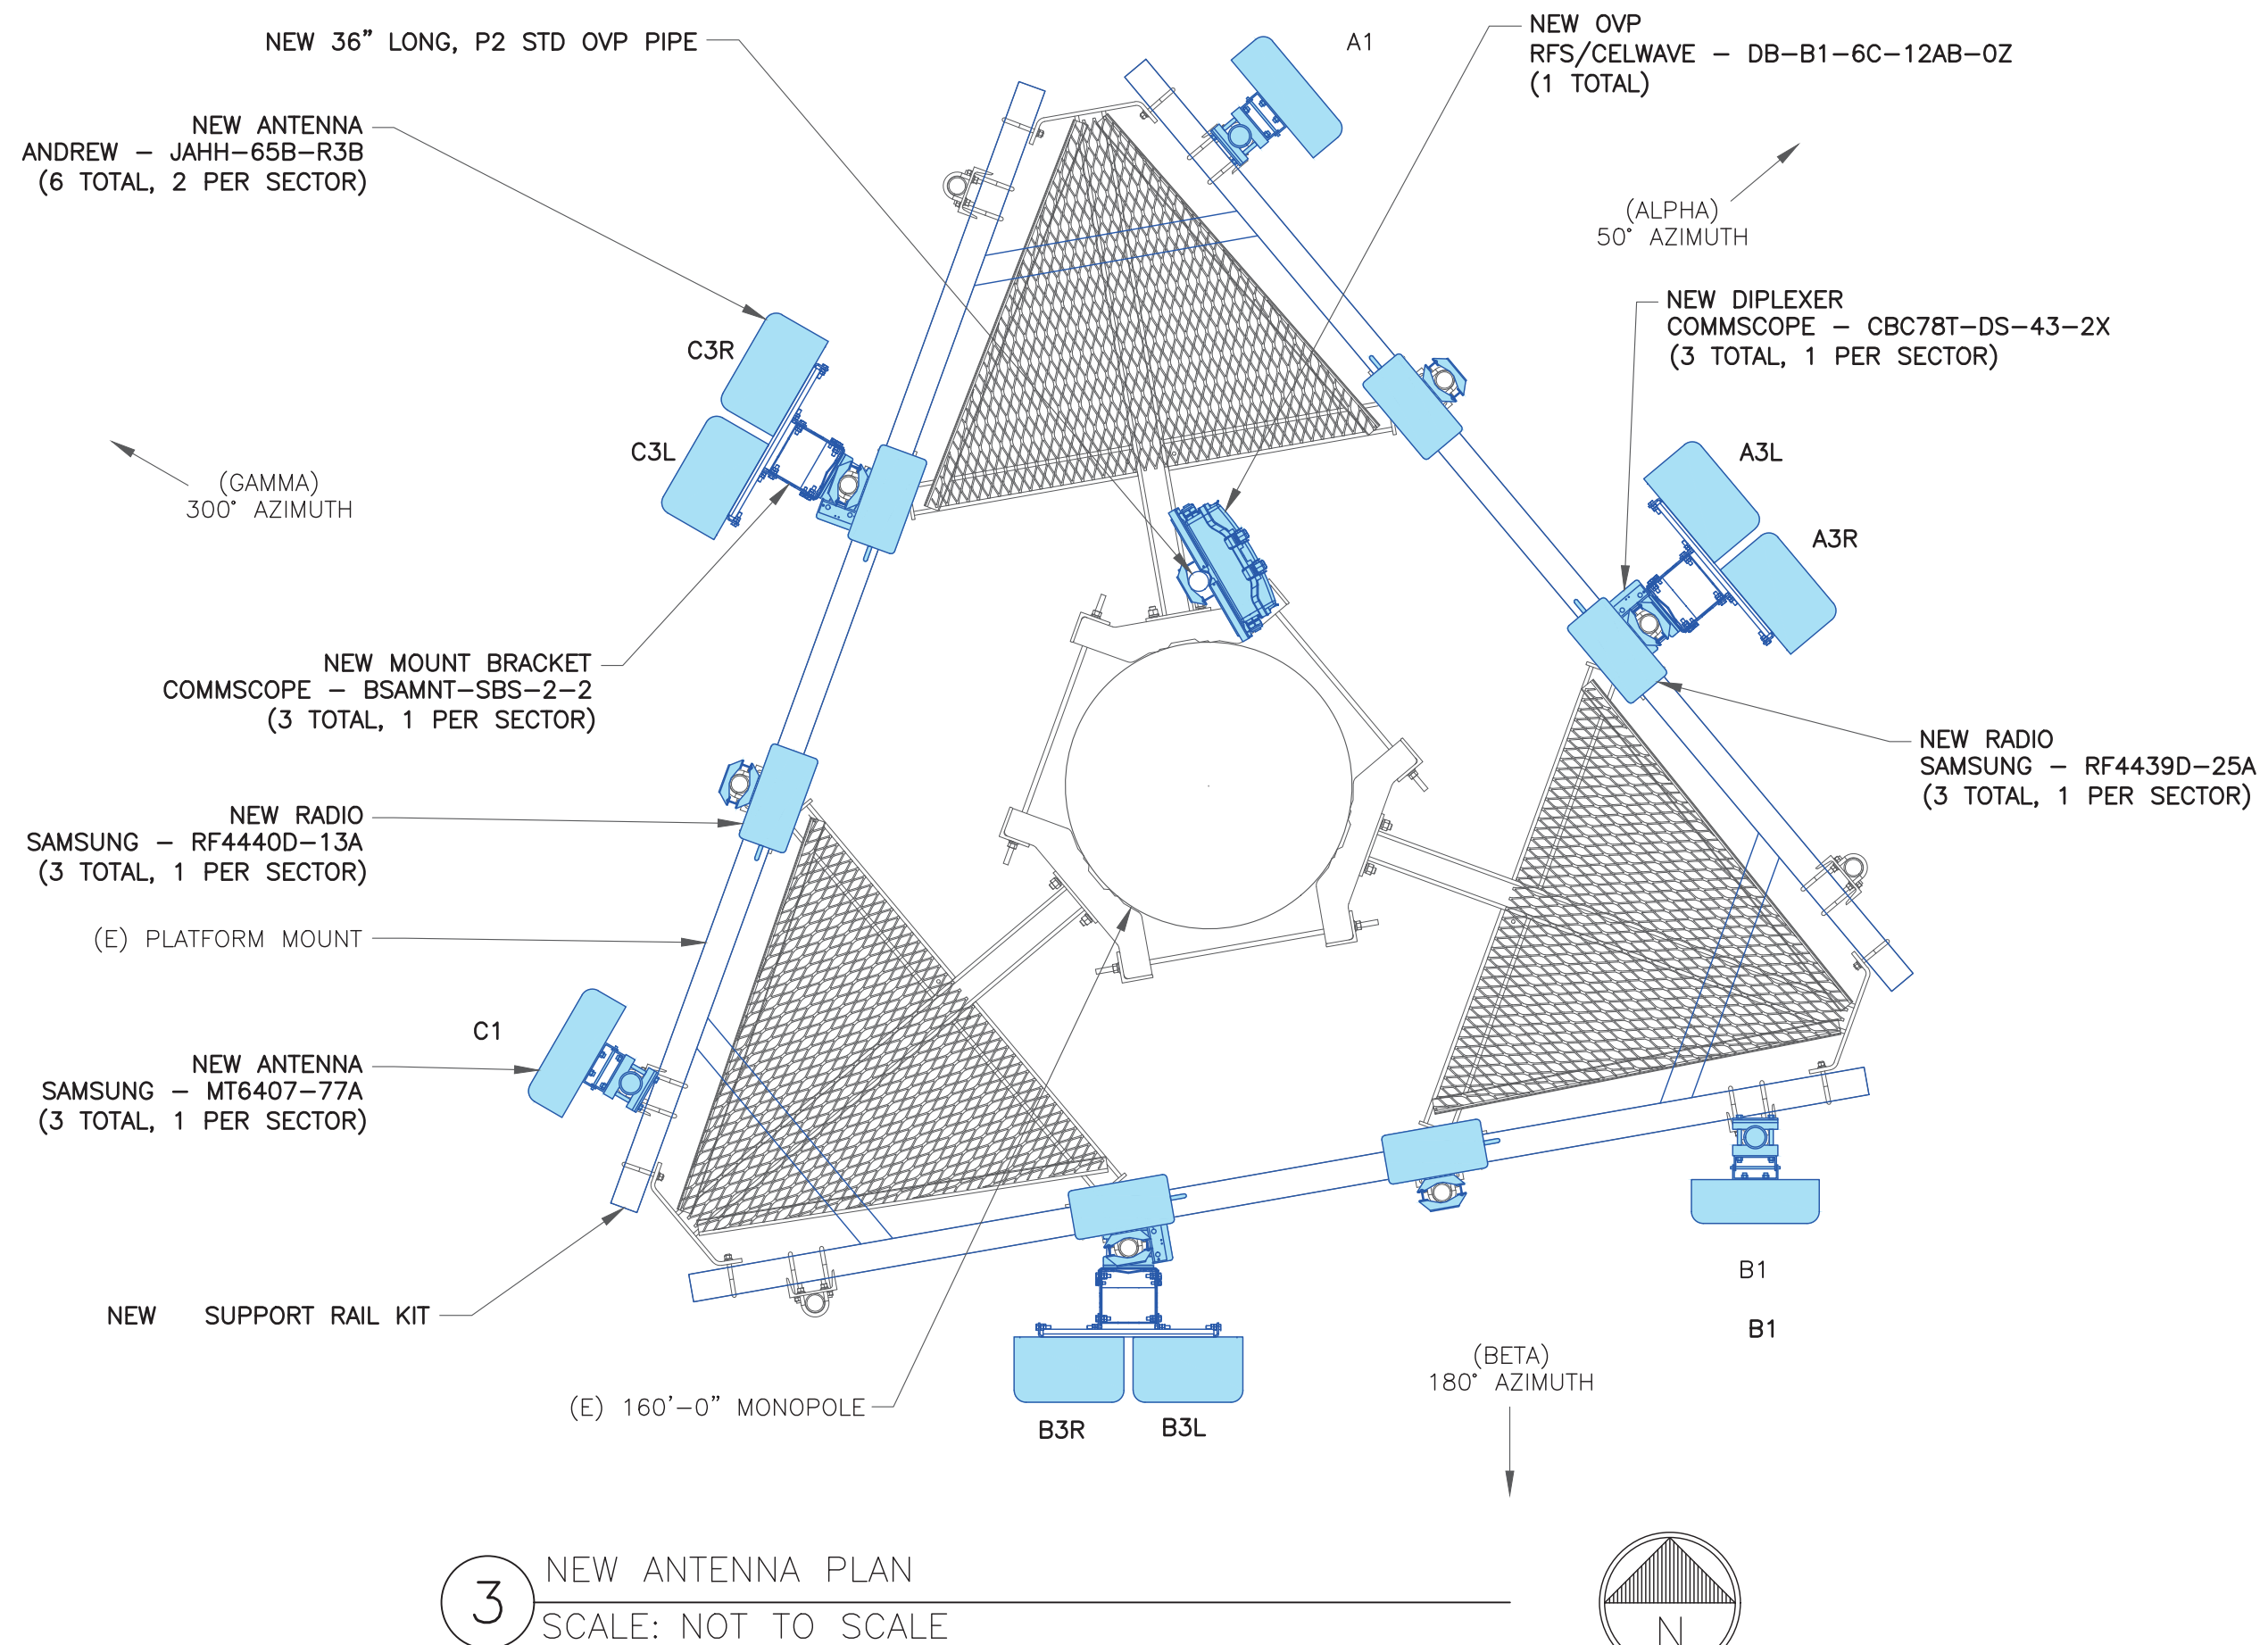 NEW 36” LONG, P2 STD OVP PIPE
NEW OVP
RFS/CELWAVE – DB–B1–6C–12AB–0Z
(1 TOTAL)
A1
NEW ANTENNA
ANDREW – JAHH–65B–R3B
(6 TOTAL, 2 PER SECTOR)
(ALPHA)
50° AZIMUTH
NEW DIPLEXER
COMMSCOPE – CBC78T–DS–43–2X
(3 TOTAL, 1 PER SECTOR)
C3R
C3L
A3L
A3R
(GAMMA)
300° AZIMUTH
NEW MOUNT BRACKET
COMMSCOPE – BSAMNT–SBS–2–2
(3 TOTAL, 1 PER SECTOR)
NEW RADIO
SAMSUNG – RF4439D–25A
(3 TOTAL, 1 PER SECTOR)
NEW RADIO
SAMSUNG – RF4440D–13A
(3 TOTAL, 1 PER SECTOR)
(E) PLATFORM MOUNT
C1
NEW ANTENNA
SAMSUNG – MT6407–77A
(3 TOTAL, 1 PER SECTOR)
B1
B1
NEW SUPPORT RAIL KIT
(BETA)
180° AZIMUTH
(E) 160’–0” MONOPOLE
B3R
B3L
3
NEW ANTENNA PLAN
SCALE: NOT TO SCALE
N